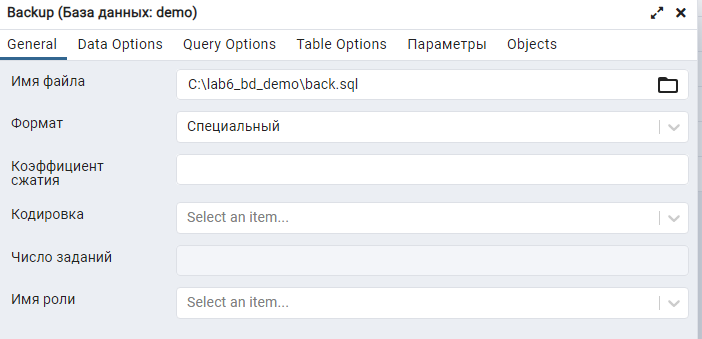 Backup (База данных: demo)
General Data Options Query Options Table Options Параметры Objects
Имя файла C:\lab6_bd_demo\back.sql
Формат Специальный
Коэффициент
сжатия
Кодировка Select an item...
Число заданий
Имя роли Select an item...